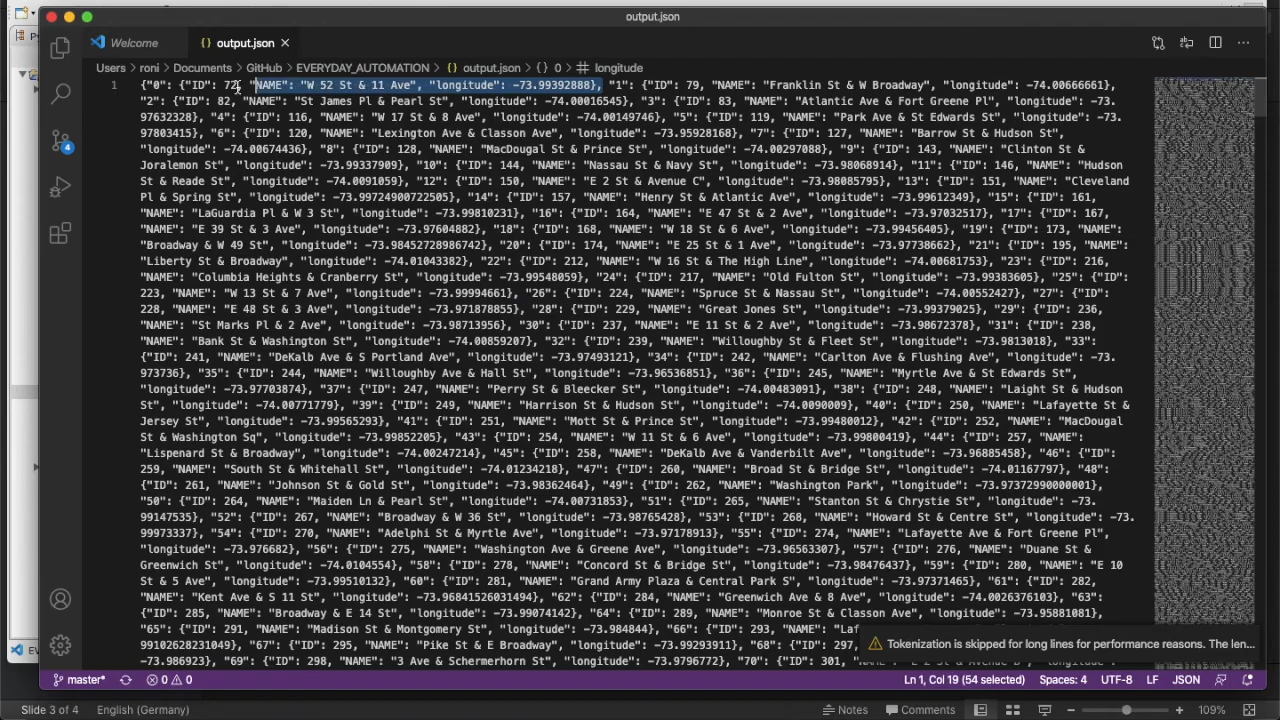 output.json
Welcome
{} output.json ×
Users > roni > Documents > GitHub > EVERYDAY_AUTOMATION > {} output.json > {} 0 > # longitude
1 {"0": {"ID": 72, "NAME": "W 52 St & 11 Ave", "longitude": -73.99392888}, "1": {"ID": 79, "NAME": "Franklin St & W Broadway", "longitude": -74.00666661},
"2": {"ID": 82, "NAME": "St James Pl & Pearl St", "longitude": -74.00016545}, "3": {"ID": 83, "NAME": "Atlantic Ave & Fort Greene Pl", "longitude": -73.
97632328}, "4": {"ID": 116, "NAME": "W 17 St & 8 Ave", "longitude": -74.00149746}, "5": {"ID": 119, "NAME": "Park Ave & St Edwards St", "longitude": -73.
97803415}, "6": {"ID": 120, "NAME": "Lexington Ave & Classon Ave", "longitude": -73.95928168}, "7": {"ID": 127, "NAME": "Barrow St & Hudson St",
"longitude": -74.00674436}, "8": {"ID": 128, "NAME": "MacDougal St & Prince St", "longitude": -74.00297088}, "9": {"ID": 143, "NAME": "Clinton St &
Joralemon St", "longitude": -73.99337909}, "10": {"ID": 144, "NAME": "Nassau St & Navy St", "longitude": -73.98068914}, "11": {"ID": 146, "NAME": "Hudson
St & Reade St", "longitude": -74.0091059}, "12": {"ID": 150, "NAME": "E 2 St & Avenue C", "longitude": -73.98085795}, "13": {"ID": 151, "NAME": "Cleveland
Pl & Spring St", "longitude": -73.99724900722505}, "14": {"ID": 157, "NAME": "Henry St & Atlantic Ave", "longitude": -73.99612349}, "15": {"ID": 161,
"NAME": "LaGuardia Pl & W 3 St", "longitude": -73.99810231}, "16": {"ID": 164, "NAME": "E 47 St & 2 Ave", "longitude": -73.97032517}, "17": {"ID": 167,
"NAME": "E 39 St & 3 Ave", "longitude": -73.97604882}, "18": {"ID": 168, "NAME": "W 18 St & 6 Ave", "longitude": -73.99456405}, "19": {"ID": 173, "NAME":
"Broadway & W 49 St", "longitude": -73.98452728986742}, "20": {"ID": 174, "NAME": "E 25 St & 1 Ave", "longitude": -73.97738662}, "21": {"ID": 195, "NAME":
"Liberty St & Broadway", "longitude": -74.01043382}, "22": {"ID": 212, "NAME": "W 16 St & The High Line", "longitude": -74.00681753}, "23": {"ID": 216,
"NAME": "Columbia Heights & Cranberry St", "longitude": -73.99548059}, "24": {"ID": 217, "NAME": "Old Fulton St", "longitude": -73.99383605}, "25": {"ID":
223, "NAME": "W 13 St & 7 Ave", "longitude": -73.99994661}, "26": {"ID": 224, "NAME": "Spruce St & Nassau St", "longitude": -74.00552427}, "27": {"ID":
228, "NAME": "E 48 St & 3 Ave", "longitude": -73.971878855}, "28": {"ID": 229, "NAME": "Great Jones St", "longitude": -73.99379025}, "29": {"ID": 236,
"NAME": "St Marks Pl & 2 Ave", "longitude": -73.98713956}, "30": {"ID": 237, "NAME": "E 11 St & 2 Ave", "longitude": -73.98672378}, "31": {"ID": 238,
"NAME": "Bank St & Washington St", "longitude": -74.00859207}, "32": {"ID": 239, "NAME": "Willoughby St & Fleet St", "longitude": -73.9813018}, "33":
{"ID": 241, "NAME": "DeKalb Ave & S Portland Ave", "longitude": -73.97493121}, "34": {"ID": 242, "NAME": "Carlton Ave & Flushing Ave", "longitude": -73.
973736}, "35": {"ID": 244, "NAME": "Willoughby Ave & Hall St", "longitude": -73.96536851}, "36": {"ID": 245, "NAME": "Myrtle Ave & St Edwards St",
"longitude": -73.97703874}, "37": {"ID": 247, "NAME": "Perry St & Bleecker St", "longitude": -74.00483091}, "38": {"ID": 248, "NAME": "Laight St & Hudson
St", "longitude": -74.00771779}, "39": {"ID": 249, "NAME": "Harrison St & Hudson St", "longitude": -74.0090009}, "40": {"ID": 250, "NAME": "Lafayette St &
Jersey St", "longitude": -73.99565293}, "41": {"ID": 251, "NAME": "Mott St & Prince St", "longitude": -73.99480012}, "42": {"ID": 252, "NAME": "MacDougal
St & Washington Sq", "longitude": -73.99852205}, "43": {"ID": 254, "NAME": "W 11 St & 6 Ave", "longitude": -73.99800419}, "44": {"ID": 257, "NAME":
"Lispenard St & Broadway", "longitude": -74.00247214}, "45": {"ID": 258, "NAME": "DeKalb Ave & Vanderbilt Ave", "longitude": -73.96885458}, "46": {"ID":
259, "NAME": "South St & Whitehall St", "longitude": -74.01234218}, "47": {"ID": 260, "NAME": "Broad St & Bridge St", "longitude": -74.01167797}, "48":
{"ID": 261, "NAME": "Johnson St & Gold St", "longitude": -73.98362464}, "49": {"ID": 262, "NAME": "Washington Park", "longitude": -73.97372990000001},
"50": {"ID": 264, "NAME": "Maiden Ln & Pearl St", "longitude": -74.00731853}, "51": {"ID": 265, "NAME": "Stanton St & Chrystie St", "longitude": -73.
99147535}, "52": {"ID": 267, "NAME": "Broadway & W 36 St", "longitude": -73.98765428}, "53": {"ID": 268, "NAME": "Howard St & Centre St", "longitude": -73.
99973337}, "54": {"ID": 270, "NAME": "Adelphi St & Myrtle Ave", "longitude": -73.97178913}, "55": {"ID": 274, "NAME": "Lafayette Ave & Fort Greene Pl",
"longitude": -73.976682}, "56": {"ID": 275, "NAME": "Washington Ave & Greene Ave", "longitude": -73.96563307}, "57": {"ID": 276, "NAME": "Duane St &
Greenwich St", "longitude": -74.0104554}, "58": {"ID": 278, "NAME": "Concord St & Bridge St", "longitude": -73.98476437}, "59": {"ID": 280, "NAME": "E 10
St & 5 Ave", "longitude": -73.99510132}, "60": {"ID": 281, "NAME": "Grand Army Plaza & Central Park S", "longitude": -73.97371465}, "61": {"ID": 282,
"NAME": "Kent Ave & S 11 St", "longitude": -73.96841526031494}, "62": {"ID": 284, "NAME": "Greenwich Ave & 8 Ave", "longitude": -74.0026376103}, "63":
{"ID": 285, "NAME": "Broadway & E 14 St", "longitude": -73.99074142}, "64": {"ID": 289, "NAME": "Monroe St & Classon Ave", "longitude": -73.95881081},
"65": {"ID": 291, "NAME": "Madison St & Montgomery St", "longitude": -73.984844}, "66": {"ID": 293, "NAME": "Laf
99102628231049}, "67": {"ID": 295, "NAME": "Pike St & E Broadway", "longitude": -73.99293911}, "68": {"ID": 297,
-73.986923}, "69": {"ID": 298, "NAME": "3 Ave & Schermerhorn St", "longitude": -73.9796772}, "70": {"ID": 301,
Tokenization is skipped for long lines for performance reasons. The len...
4
master* 0 0 Ln 1, Col 19 (54 selected) Spaces: 4 UTF-8 LF JSON
Slide 3 of 4 English (Germany) Notes Comments 109%